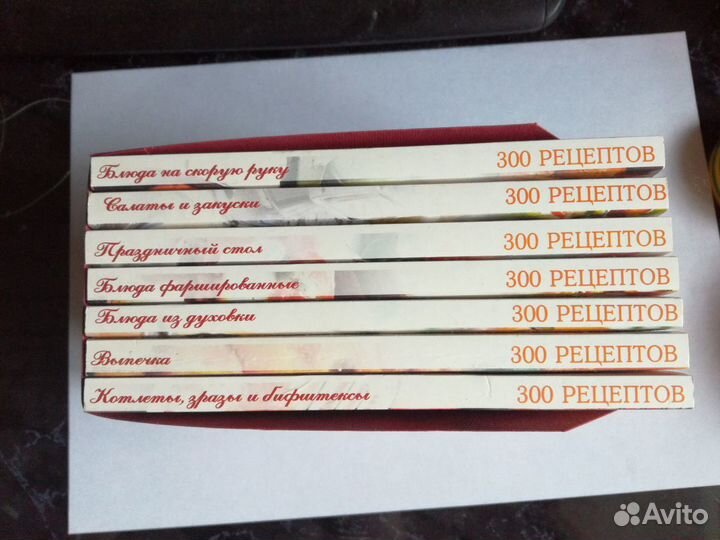 Блюда на скорую руку 300 РЕЦЕПТОВ
Салаты и закуски 300 РЕЦЕПТОВ
Праздничный стол 300 РЕЦЕПТОВ
Блюда фаршированные 300 РЕЦЕПТОВ
Блюда из духовки 300 РЕЦЕПТОВ
Выпечка 300 РЕЦЕПТОВ
Котлеты, зразы и бифштексы 300 РЕЦЕПТОВ
Avito